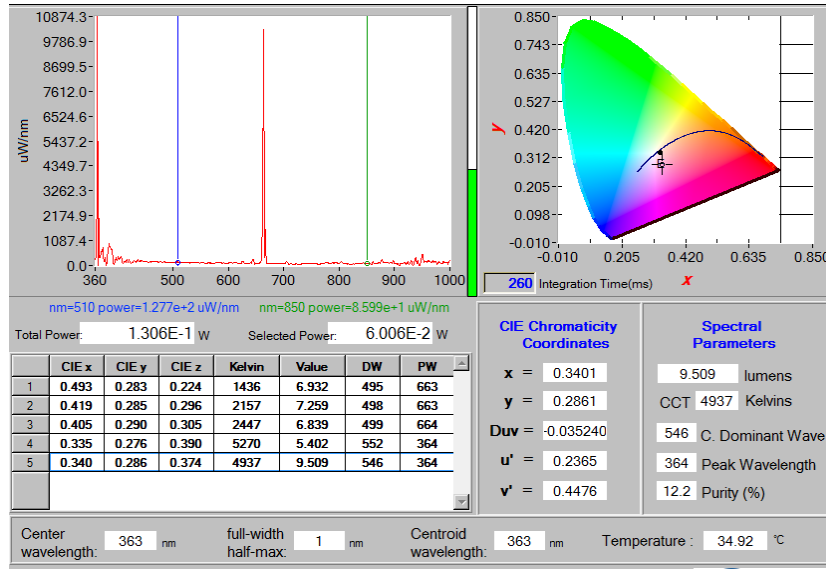 10874.3
9786.9
8699.5
7612.0
6524.6
5437.2
4349.7
3262.3
2174.9
1087.4
0.0
uW/nm
360 500 600 700 800 900 1000
nm=510 power=1.277e+2 uW/nm nm=850 power=8.599e+1 uW/nm
0.850
0.743
0.635
0.527
0.420
0.312
0.205
0.098
-0.010
y
-0.010 0.205 0.420 0.635 0.850
260 Integration Time(ms) x
Total Power: 1.306E-1 W Selected Power: 6.006E-2 W
CIE x CIE y CIE z Kelvin Value DW PW
1 0.493 0.283 0.224 1436 6.932 495 663
2 0.419 0.285 0.296 2157 7.259 498 663
3 0.405 0.290 0.305 2447 6.839 499 664
4 0.335 0.276 0.390 5270 5.402 552 364
5 0.340 0.286 0.374 4937 9.509 546 364
CIE Chromaticity
Coordinates
x = 0.3401
y = 0.2861
Duv = -0.035240
u' = 0.2365
v' = 0.4476
Spectral
Parameters
9.509 lumens
CCT 4937 Kelvins
546 C. Dominant Wave
364 Peak Wavelength
12.2 Purity (%)
Center
wavelength: 363 nm
full-width
half-max: 1 nm
Centroid
wavelength: 363 nm
Temperature : 34.92 ℃